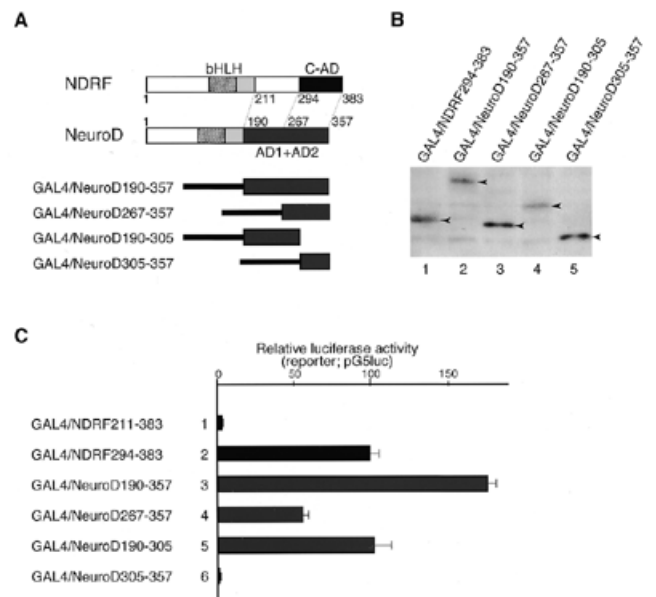 A
bHLH C-AD
NDRF
1 211 294 383
1 190 267 357
NeuroD
AD1+AD2
GAL4/NeuroD190-357
GAL4/NeuroD267-357
GAL4/NeuroD190-305
GAL4/NeuroD305-357
B
GAL4/NDRF294-383
GAL4/NeuroD190-357
GAL4/NeuroD267-357
GAL4/NeuroD190-305
GAL4/NeuroD305-357
1 2 3 4 5
C
Relative luciferase activity
(reporter; pG5luc)
0 50 100 150
GAL4/NDRF211-383 1
GAL4/NDRF294-383 2
GAL4/NeuroD190-357 3
GAL4/NeuroD267-357 4
GAL4/NeuroD190-305 5
GAL4/NeuroD305-357 6